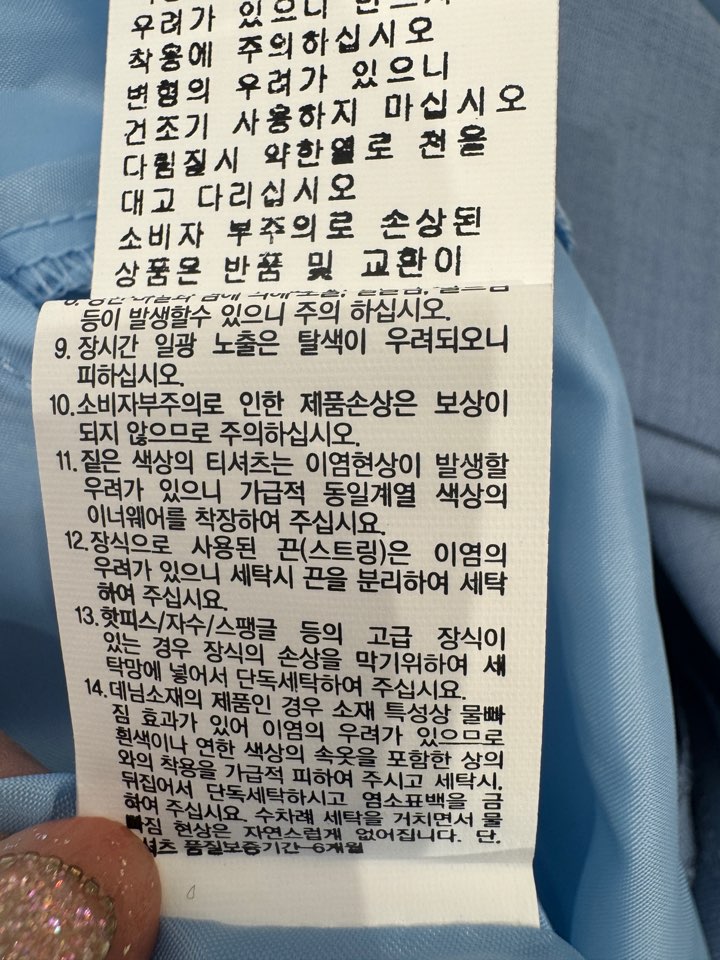 우려가 있으니 반드시
착용에 주의하십시오
변형의 우려가 있으니
건조기 사용하지 마십시오
다림질시 약한열로 천을
대고 다리십시오
소비자 부주의로 손상된
상품은 반품 및 교환이
등이 발생할수 있으니 주의 하십시오.
9. 장시간 일광 노출은 탈색이 우려되오니
피하십시오.
10.소비자부주의로 인한 제품손상은 보상이
되지 않으므로 주의하십시오.
11. 짙은 색상의 티셔츠는 이염현상이 발생할
우려가 있으니 가급적 동일계열 색상의
이너웨어를 착장하여 주십시요.
12.장식으로 사용된 끈(스트링)은 이염의
우려가 있으니 세탁시 끈을 분리하여 세탁
하여 주십시요.
13.핫피스/자수/스팽글 등의 고급 장식이
있는 경우 장식의 손상을 막기위하여 세
탁망에 넣어서 단독세탁하여 주십시요.
14.데님소재의 제품인 경우 소재 특성상 물빠
짐 효과가 있어 이염의 우려가 있으므로
흰색이나 연한 색상의 속옷을 포함한 상의
와의 착용을 가급적 피하여 주시고 세탁시,
뒤집어서 단독세탁하시고 염소표백을 금
하여 주십시요. 수차례 세탁을 거치면서 물
빠짐 현상은 자연스럽게 없어집니다. 단,
셔츠 품질보증기간 6개월